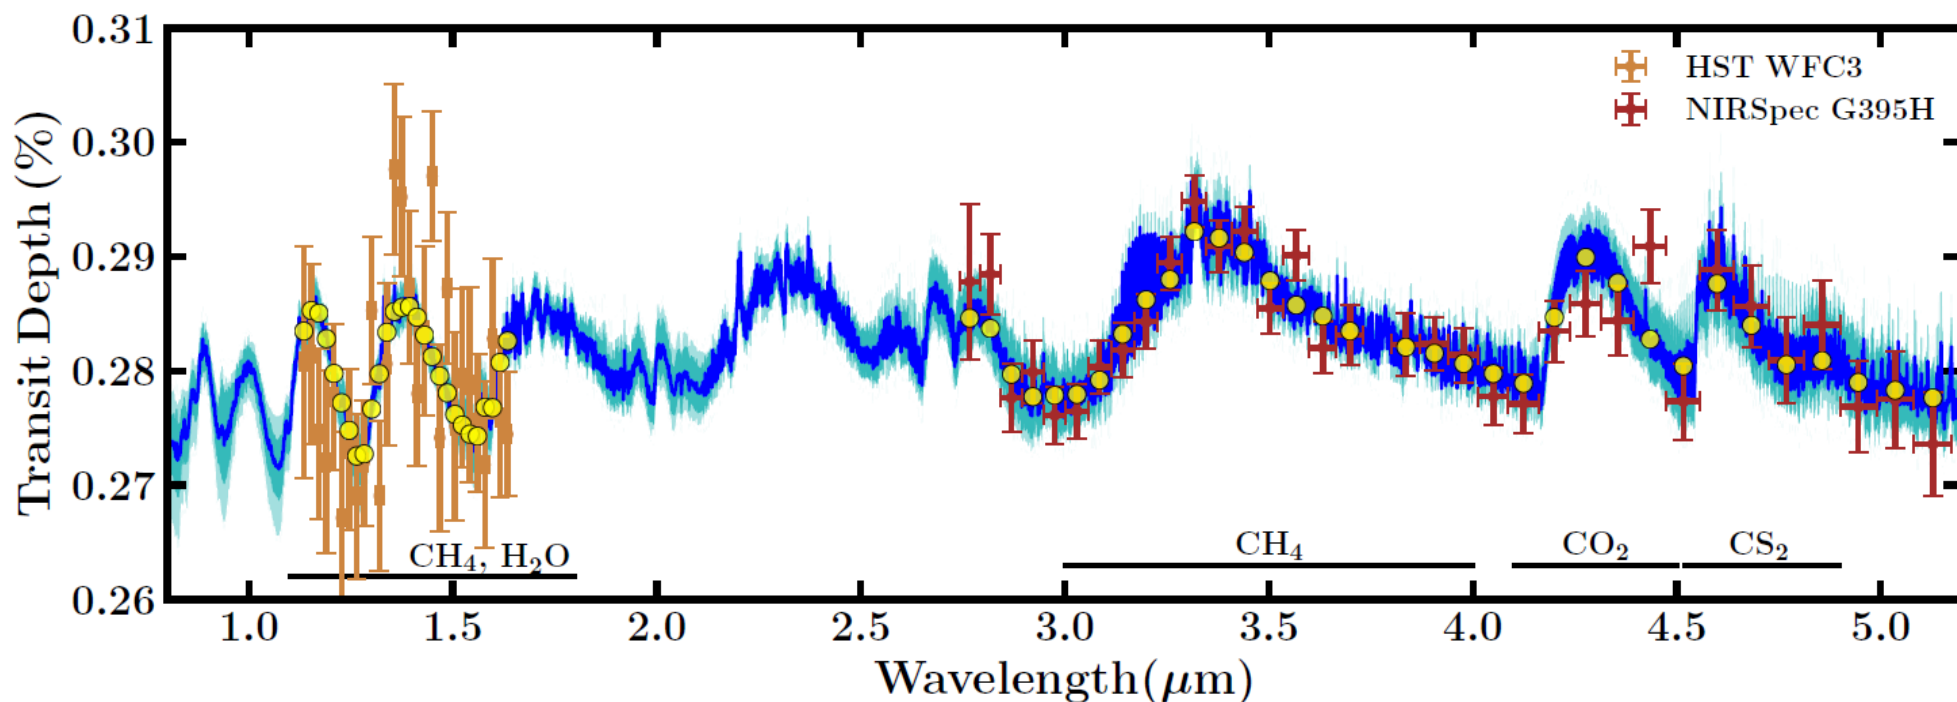 0.31
0.30
0.29
0.28
0.27
0.26
Transit Depth (%)
HST WFC3
NIRSpec G395H
CH₄, H₂O
CH₄
CO₂
CS₂
1.0 1.5 2.0 2.5 3.0 3.5 4.0 4.5 5.0
Wavelength(μm)